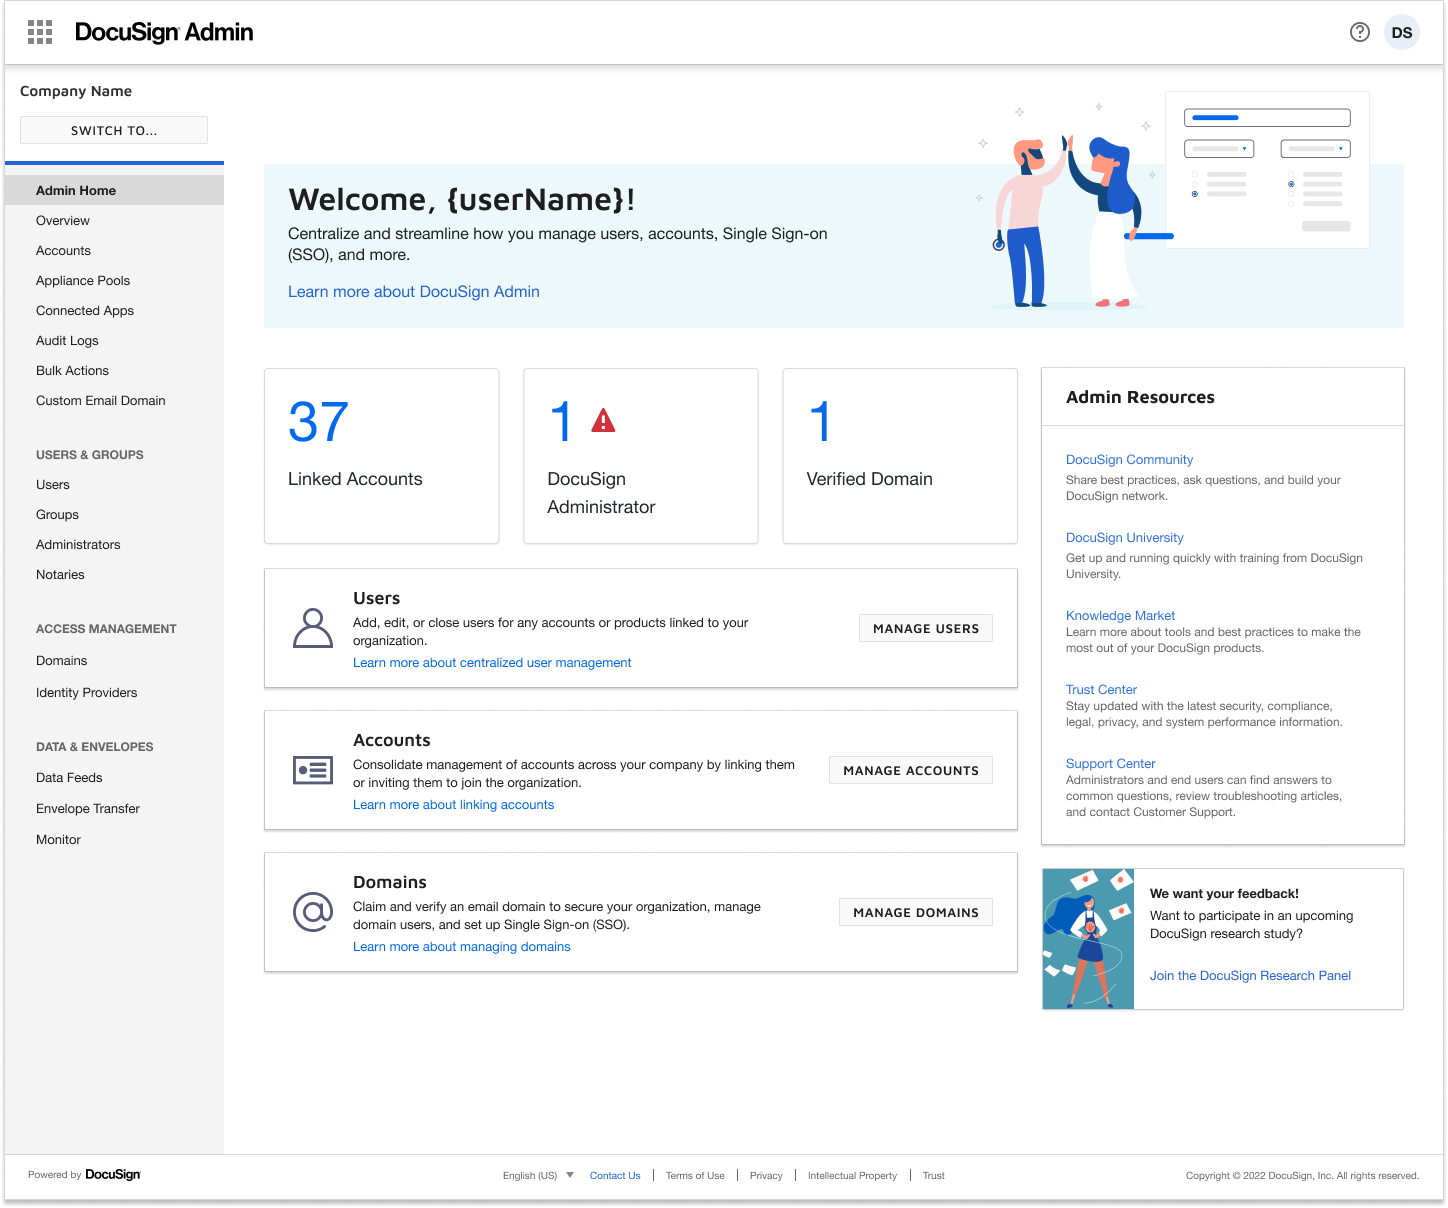 DocuSign Admin
DS
Company Name
SWITCH TO...
Admin Home
Overview
Accounts
Appliance Pools
Connected Apps
Audit Logs
Bulk Actions
Custom Email Domain
USERS & GROUPS
Users
Groups
Administrators
Notaries
ACCESS MANAGEMENT
Domains
Identity Providers
DATA & ENVELOPES
Data Feeds
Envelope Transfer
Monitor
Welcome, {userName}!
Centralize and streamline how you manage users, accounts, Single Sign-on
(SSO), and more.
Learn more about DocuSign Admin
37
Linked Accounts
1
DocuSign
Administrator
1
Verified Domain
Users
Add, edit, or close users for any accounts or products linked to your
organization.
Learn more about centralized user management
MANAGE USERS
Accounts
Consolidate management of accounts across your company by linking them
or inviting them to join the organization.
Learn more about linking accounts
MANAGE ACCOUNTS
Domains
Claim and verify an email domain to secure your organization, manage
domain users, and set up Single Sign-on (SSO).
Learn more about managing domains
MANAGE DOMAINS
Admin Resources
DocuSign Community
Share best practices, ask questions, and build your
DocuSign network.
DocuSign University
Get up and running quickly with training from DocuSign
University.
Knowledge Market
Learn more about tools and best practices to make the
most out of your DocuSign products.
Trust Center
Stay updated with the latest security, compliance,
legal, privacy, and system performance information.
Support Center
Administrators and end users can find answers to
common questions, review troubleshooting articles,
and contact Customer Support.
We want your feedback!
Want to participate in an upcoming
DocuSign research study?
Join the DocuSign Research Panel
Powered by DocuSign
English (US)
Contact Us
Terms of Use
Privacy
Intellectual Property
Trust
Copyright © 2022 DocuSign, Inc. All rights reserved.